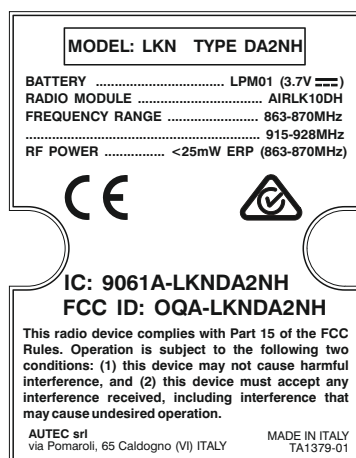 MODEL: LKN TYPE DA2NH
BATTERY .................................. LPM01 (3.7V ⎓)
RADIO MODULE ................................. AIRLK10DH
FREQUENCY RANGE ........................ 863-870MHz
............................................................... 915-928MHz
RF POWER ................ <25mW ERP (863-870MHz)
CE
IC: 9061A-LKNDA2NH
FCC ID: OQA-LKNDA2NH
This radio device complies with Part 15 of the FCC
Rules. Operation is subject to the following two
conditions: (1) this device may not cause harmful
interference, and (2) this device must accept any
interference received, including interference that
may cause undesired operation.
AUTEC srl
via Pomaroli, 65 Caldogno (VI) ITALY
MADE IN ITALY
TA1379-01